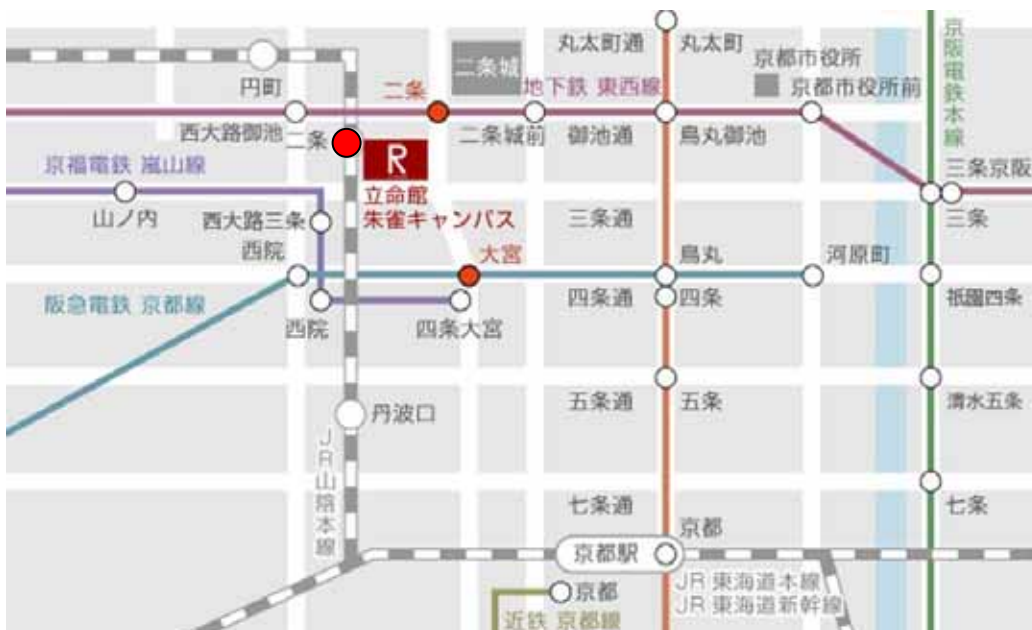 丸太町通
丸太町
京都市役所
京都市役所前
京阪電鉄本線
円町
二条
二条城
地下鉄 東西線
西大路御池
二条
二条城前
御池通
烏丸御池
京福電鉄 嵐山線
R
立命館
朱雀キャンパス
三条京阪
山ノ内
西大路三条
三条通
三条
西院
大宮
烏丸
河原町
阪急電鉄 京都線
四条通
四条
祇園四条
西院
四条大宮
丹波口
五条通
五条
清水五条
JR山陰本線
七条通
七条
京都
京都駅
JR 東海道本線
JR 東海道新幹線
京都
近鉄 京都線